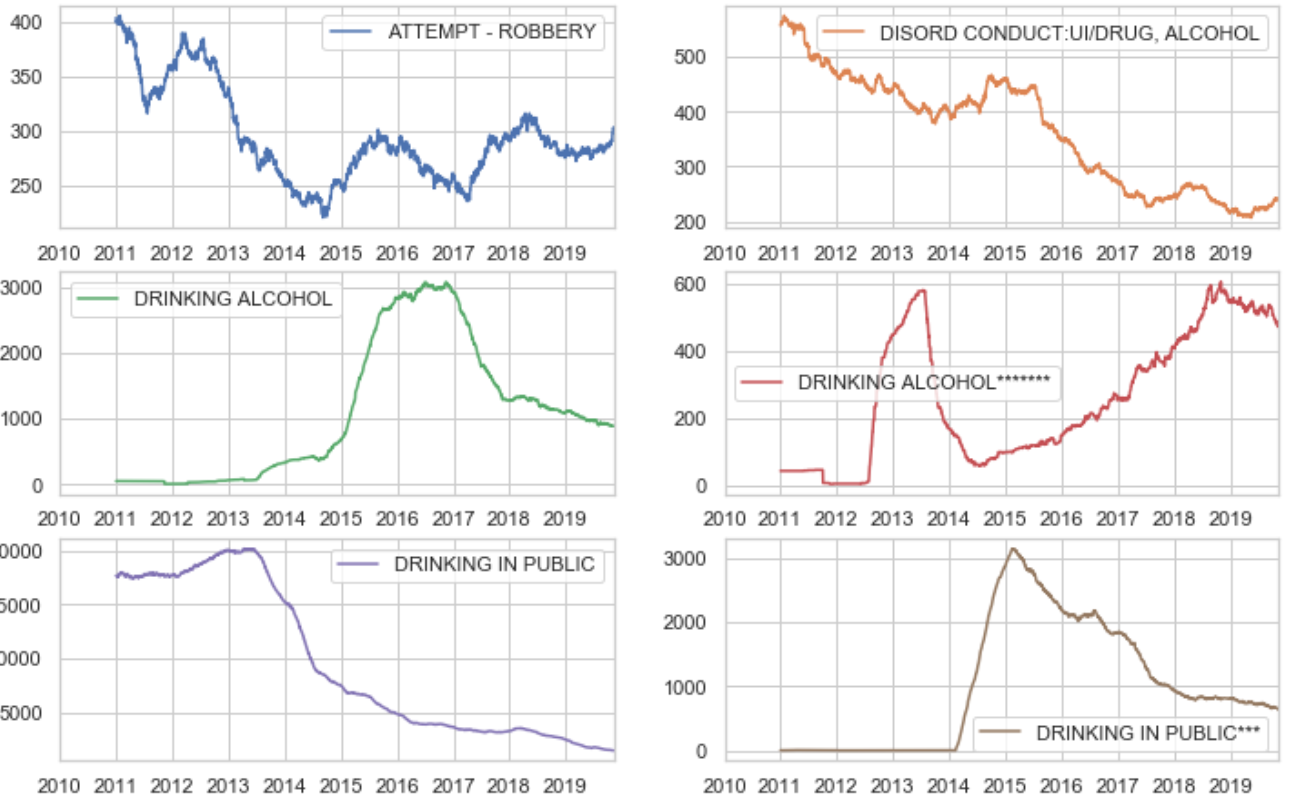 400
350
300
250
ATTEMPT - ROBBERY
2010 2011 2012 2013 2014 2015 2016 2017 2018 2019
500
400
300
200
DISORD CONDUCT:UI/DRUG, ALCOHOL
2010 2011 2012 2013 2014 2015 2016 2017 2018 2019
3000
2000
1000
0
DRINKING ALCOHOL
2010 2011 2012 2013 2014 2015 2016 2017 2018 2019
600
400
200
0
DRINKING ALCOHOL*******
2010 2011 2012 2013 2014 2015 2016 2017 2018 2019
0000
5000
0000
5000
DRINKING IN PUBLIC
2010 2011 2012 2013 2014 2015 2016 2017 2018 2019
3000
2000
1000
0
DRINKING IN PUBLIC***
2010 2011 2012 2013 2014 2015 2016 2017 2018 2019